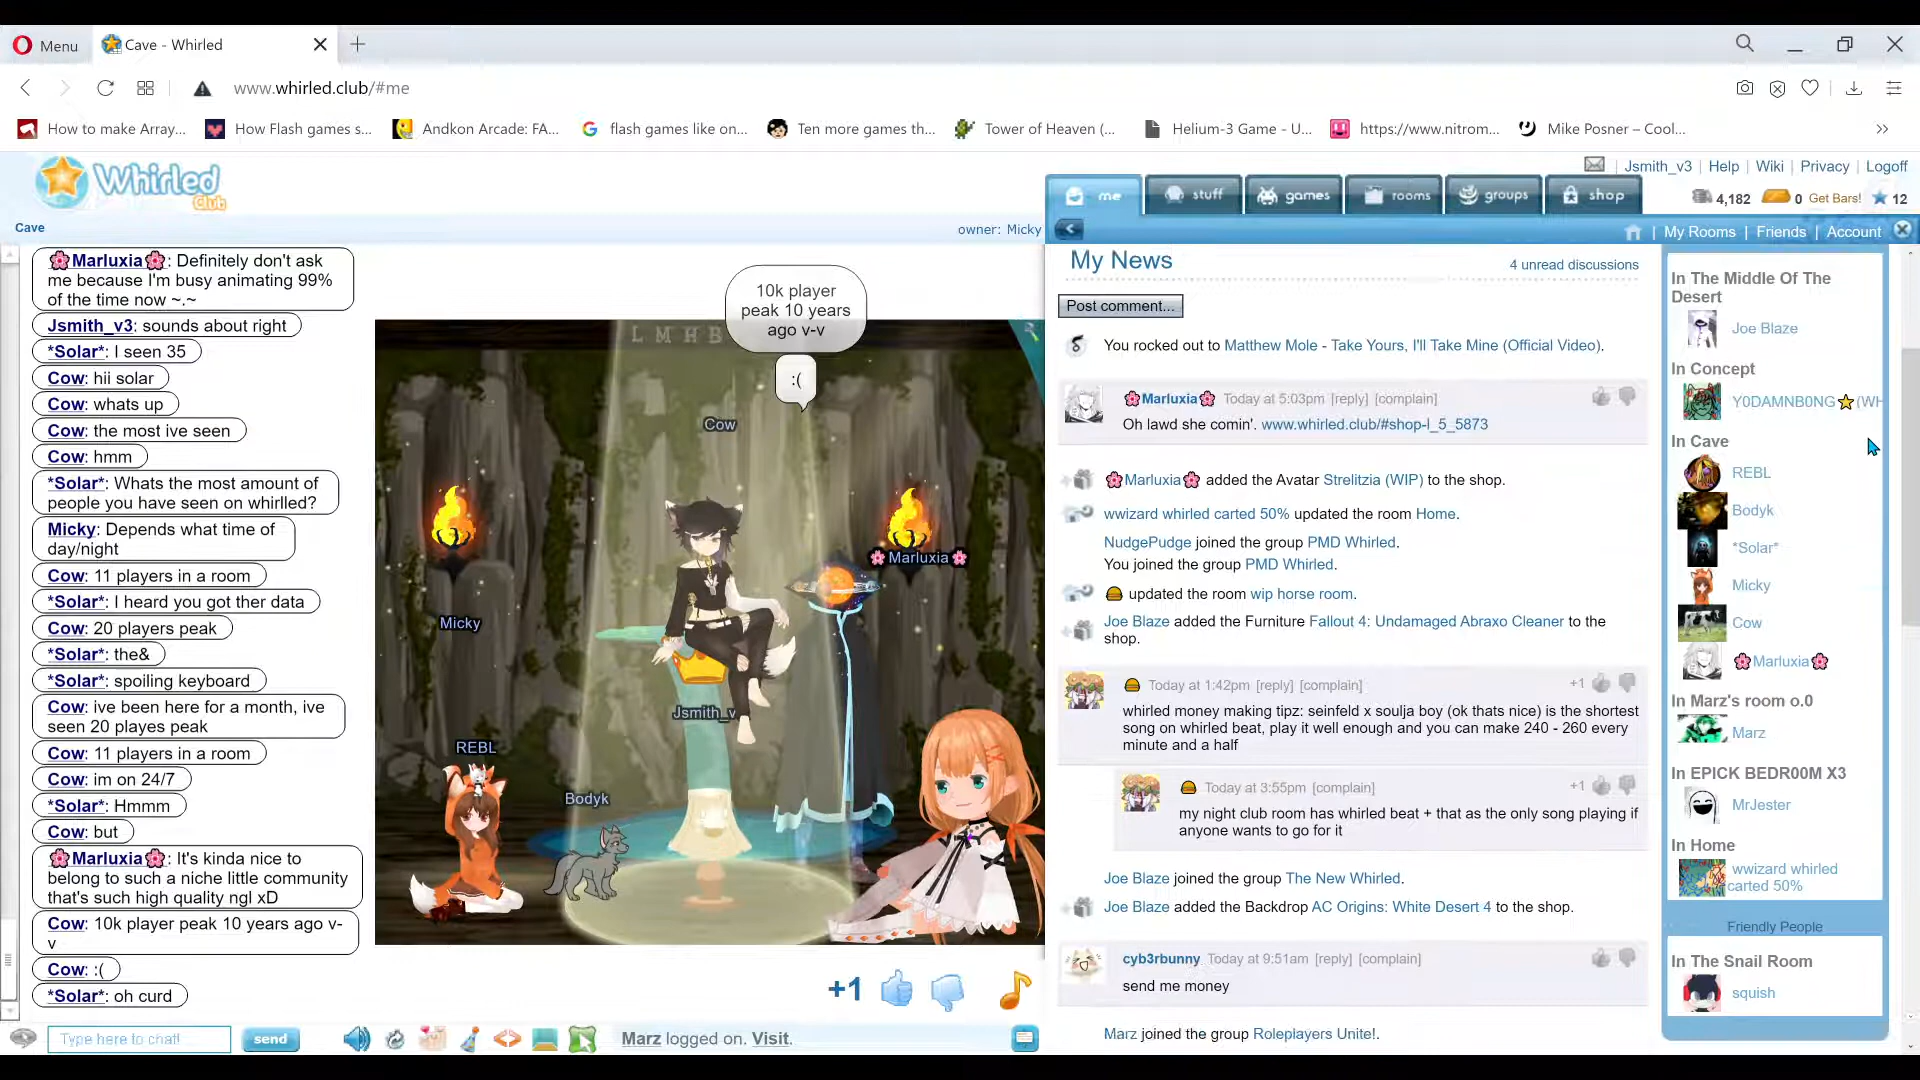 Menu
Cave - Whirled
www.whirled.club/#me
How to make Array...
How Flash games s...
Andkon Arcade: FA...
flash games like on...
Ten more games th...
Tower of Heaven (...
Helium-3 Game - U...
https://www.nitrom...
Mike Posner – Cool...
Whirled
Club
Jsmith_v3 | Help | Wiki | Privacy | Logoff
me
stuff
games
rooms
groups
shop
4,182 0 Get Bars! 12
Cave
owner: Micky
| My Rooms | Friends | Account
🌸Marluxia🌸: Definitely don't ask
me because I'm busy animating 99%
of the time now ~.~
Jsmith_v3: sounds about right
*Solar*: I seen 35
Cow: hii solar
Cow: whats up
Cow: the most ive seen
Cow: hmm
*Solar*: Whats the most amount of
people you have seen on whirlled?
Micky: Depends what time of
day/night
Cow: 11 players in a room
*Solar*: I heard you got ther data
Cow: 20 players peak
*Solar*: the&
*Solar*: spoiling keyboard
Cow: ive been here for a month, ive
seen 20 playes peak
Cow: 11 players in a room
Cow: im on 24/7
*Solar*: Hmmm
Cow: but
🌸Marluxia🌸: It's kinda nice to
belong to such a niche little community
that's such high quality ngl xD
Cow: 10k player peak 10 years ago v-
v
Cow: :(
*Solar*: oh curd
Type here to chat!
send
10k player
peak 10 years
ago v-v
:(
L M H B
Cow
🌸Marluxia🌸
Micky
Jsmith_v
REBL
Bodyk
+1
Marz logged on. Visit.
My News
4 unread discussions
Post comment...
You rocked out to Matthew Mole - Take Yours, I'll Take Mine (Official Video).
🌸Marluxia🌸 Today at 5:03pm [reply] [complain]
Oh lawd she comin'. www.whirled.club/#shop-l_5_5873
🌸Marluxia🌸 added the Avatar Strelitzia (WIP) to the shop.
wwizard whirled carted 50% updated the room Home.
NudgePudge joined the group PMD Whirled.
You joined the group PMD Whirled.
🍔 updated the room wip horse room.
Joe Blaze added the Furniture Fallout 4: Undamaged Abraxo Cleaner to the
shop.
🍔 Today at 1:42pm [reply] [complain]
+1
whirled money making tipz: seinfeld x soulja boy (ok thats nice) is the shortest
song on whirled beat, play it well enough and you can make 240 - 260 every
minute and a half
🍔 Today at 3:55pm [complain]
+1
my night club room has whirled beat + that as the only song playing if
anyone wants to go for it
Joe Blaze joined the group The New Whirled.
Joe Blaze added the Backdrop AC Origins: White Desert 4 to the shop.
cyb3rbunny Today at 9:51am [reply] [complain]
send me money
Marz joined the group Roleplayers Unite!.
In The Middle Of The
Desert
Joe Blaze
In Concept
Y0DAMNB0NG⭐(WH
In Cave
REBL
Bodyk
*Solar*
Micky
Cow
🌸Marluxia🌸
In Marz's room o.0
Marz
In EPICK BEDR00M X3
MrJester
In Home
wwizard whirled
carted 50%
Friendly People
In The Snail Room
squish